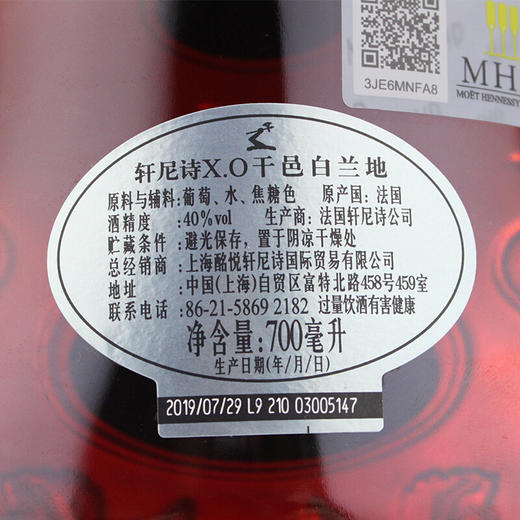 3JE6MNFA8
MH
MOËT HENNESSY
轩尼诗X.O干邑白兰地
原料与辅料:葡萄、水、焦糖色 原产国:法国
酒精度:40%vol 生产商:法国轩尼诗公司
贮藏条件:避光保存,置于阴凉干燥处
总经销商:上海酩悦轩尼诗国际贸易有限公司
地址:中国(上海)自贸区富特北路458号459室
联系电话:86-21-5869 2182 过量饮酒有害健康
净含量:700毫升
生产日期(年/月/日)
2019/07/29 L9 210 03005147